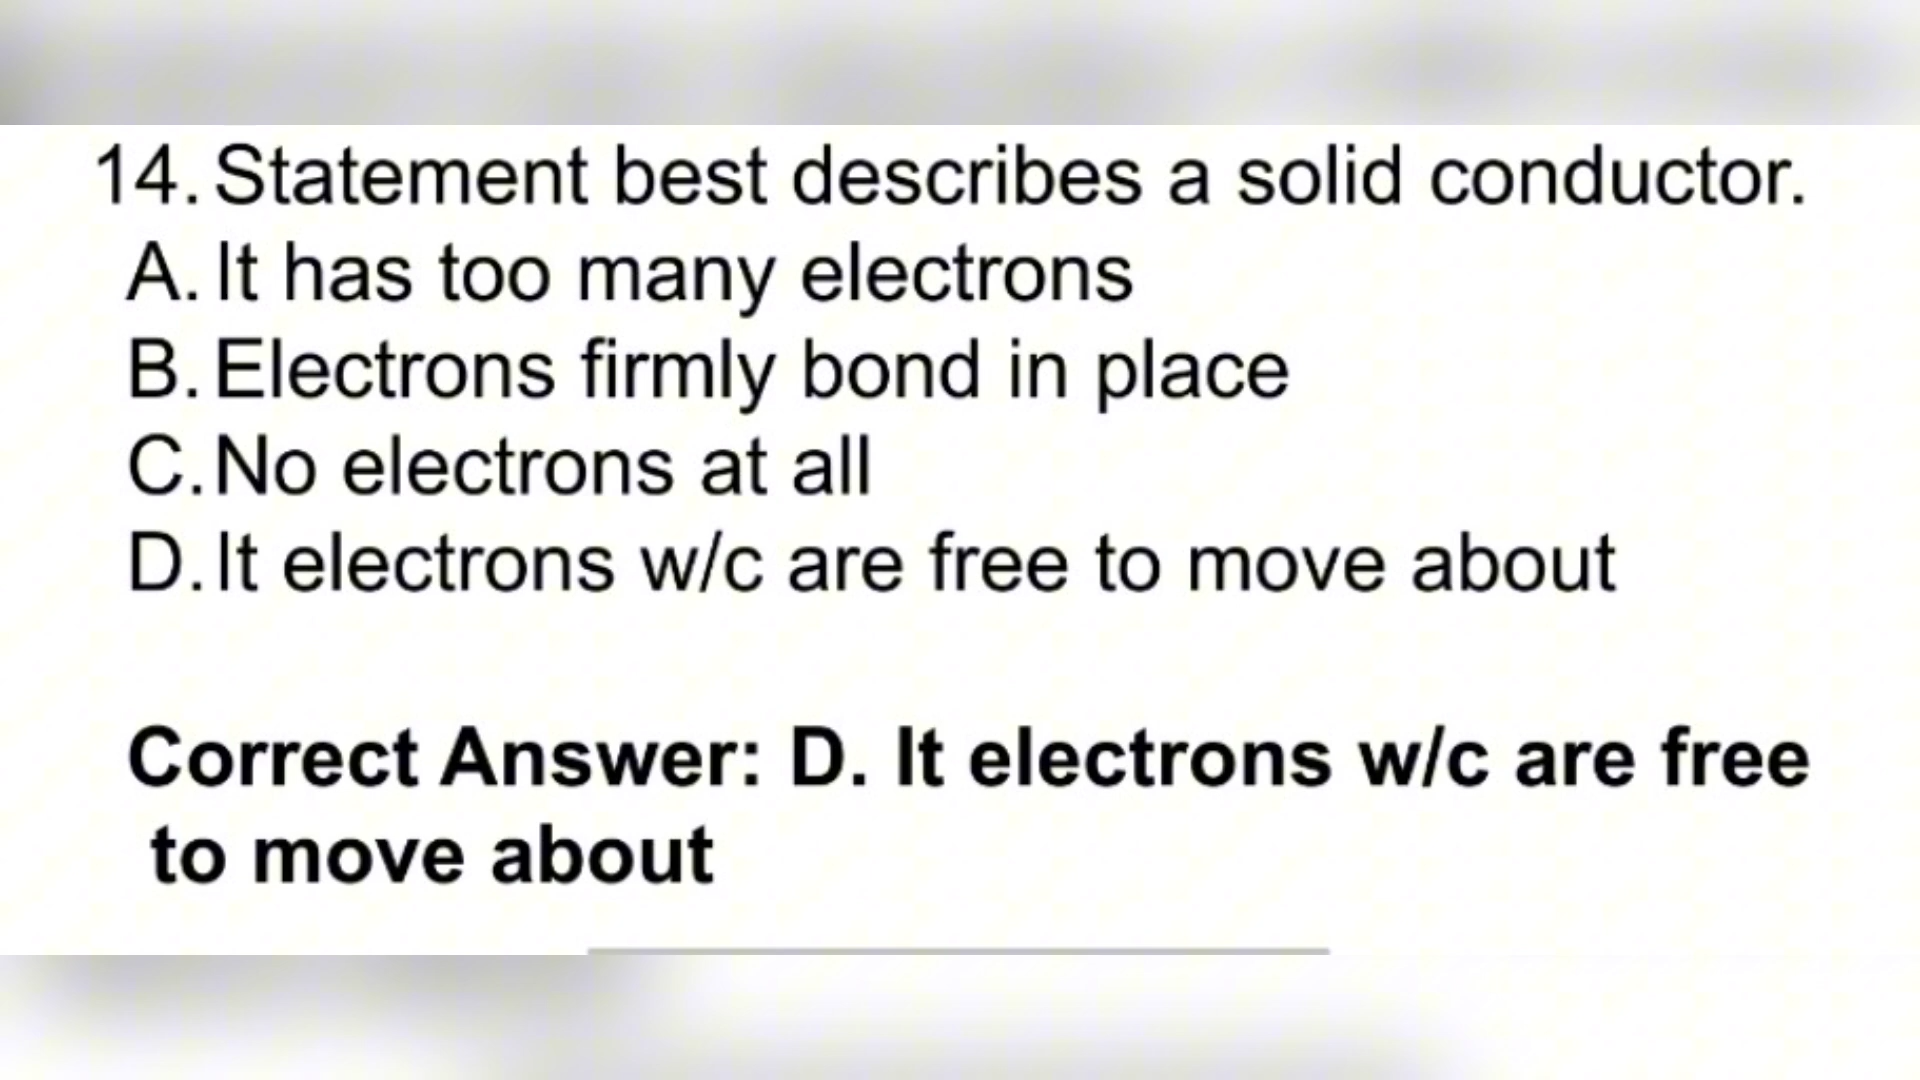 14. Statement best describes a solid conductor.
A. It has too many electrons
B. Electrons firmly bond in place
C. No electrons at all
D. It electrons w/c are free to move about
Correct Answer: D. It electrons w/c are free
to move about